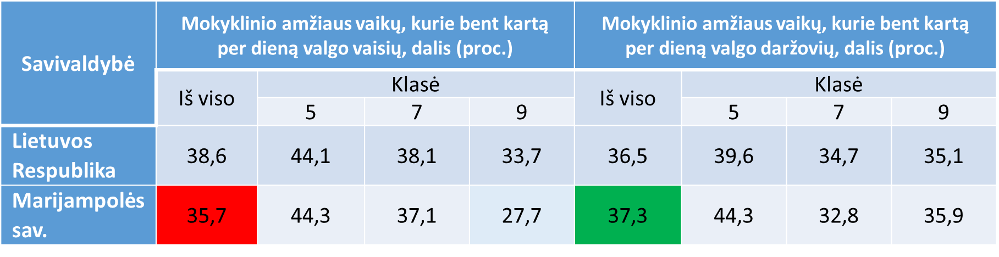 Savivaldybė
Mokyklinio amžiaus vaikų, kurie bent kartą
per dieną valgo vaisių, dalis (proc.)
Mokyklinio amžiaus vaikų, kurie bent kartą
per dieną valgo daržovių, dalis (proc.)
Iš viso
Klasė
Iš viso
Klasė
5 7 9 5 7 9
Lietuvos
Respublika
38,6 44,1 38,1 33,7 36,5 39,6 34,7 35,1
Marijampolės
sav.
35,7 44,3 37,1 27,7 37,3 44,3 32,8 35,9